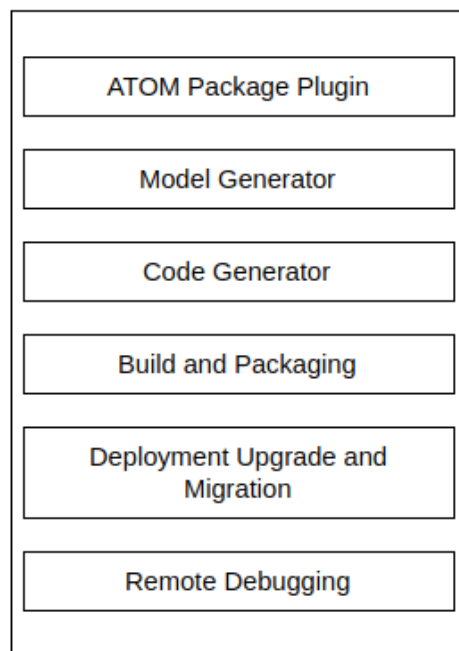 ATOM Package Plugin
Model Generator
Code Generator
Build and Packaging
Deployment Upgrade and
Migration
Remote Debugging